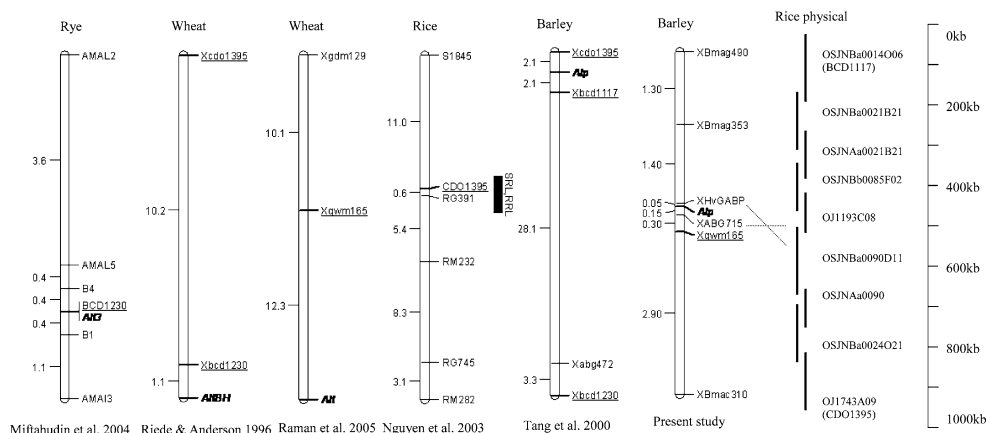 Rye
AMAL2
3.6
AMAL5
0.4
B4
0.4
BCD1230
Alt3
0.4
B1
1.1
AMAl3
Miftahudin et al. 2004
Wheat
Xcdo1395
10.2
Xbcd1230
1.1
AltBH
Riede & Anderson 1996
Wheat
Xgdm129
10.1
Xgwm165
12.3
Alt
Raman et al. 2005
Rice
S1845
11.0
CDO1395
0.6
RG391
SRL,RRL
5.4
RM232
8.3
RG745
3.1
RM282
Nguyen et al. 2003
Barley
Xcdo1395
2.1
Alp
2.1
Xbcd1117
28.1
Xabg472
3.3
Xbcd1230
Tang et al. 2000
Barley
XBmag490
1.30
XBmag353
1.40
XHvGABP
0.05
Alp
0.15
XABG715
0.30
Xgwm165
2.90
XBmac310
Present study
Rice physical
OSJNBa0014O06
(BCD1117)
OSJNBa0021B21
OSJNAa0021B21
OSJNBb0085F02
OJ1193C08
OSJNBa0090D11
OSJNAa0090
OSJNBa0024O21
OJ1743A09
(CDO1395)
0kb
200kb
400kb
600kb
800kb
1000kb